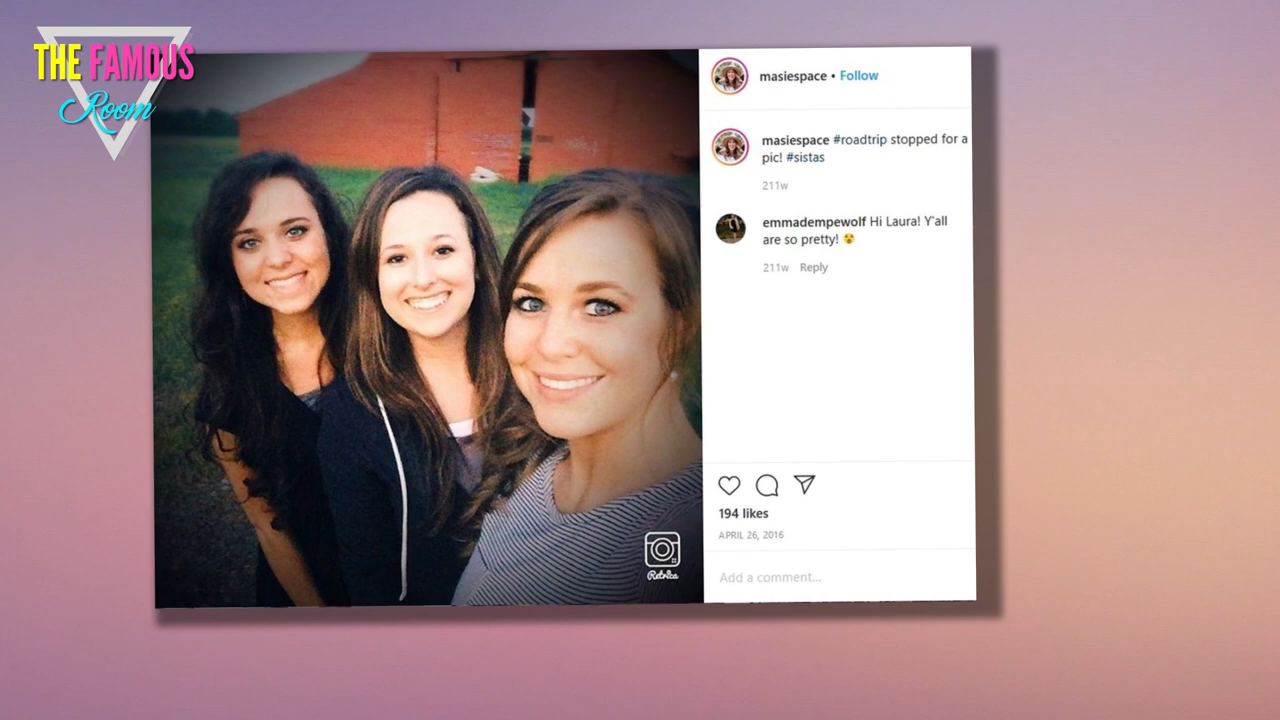 THE FAMOUS
Room
masiespace • Follow
masiespace #roadtrip stopped for a
pic! #sistas
211w
emmadempewolf Hi Laura! Y'all
are so pretty! 😵
211w Reply
Retrica
194 likes
APRIL 26, 2016
Add a comment...